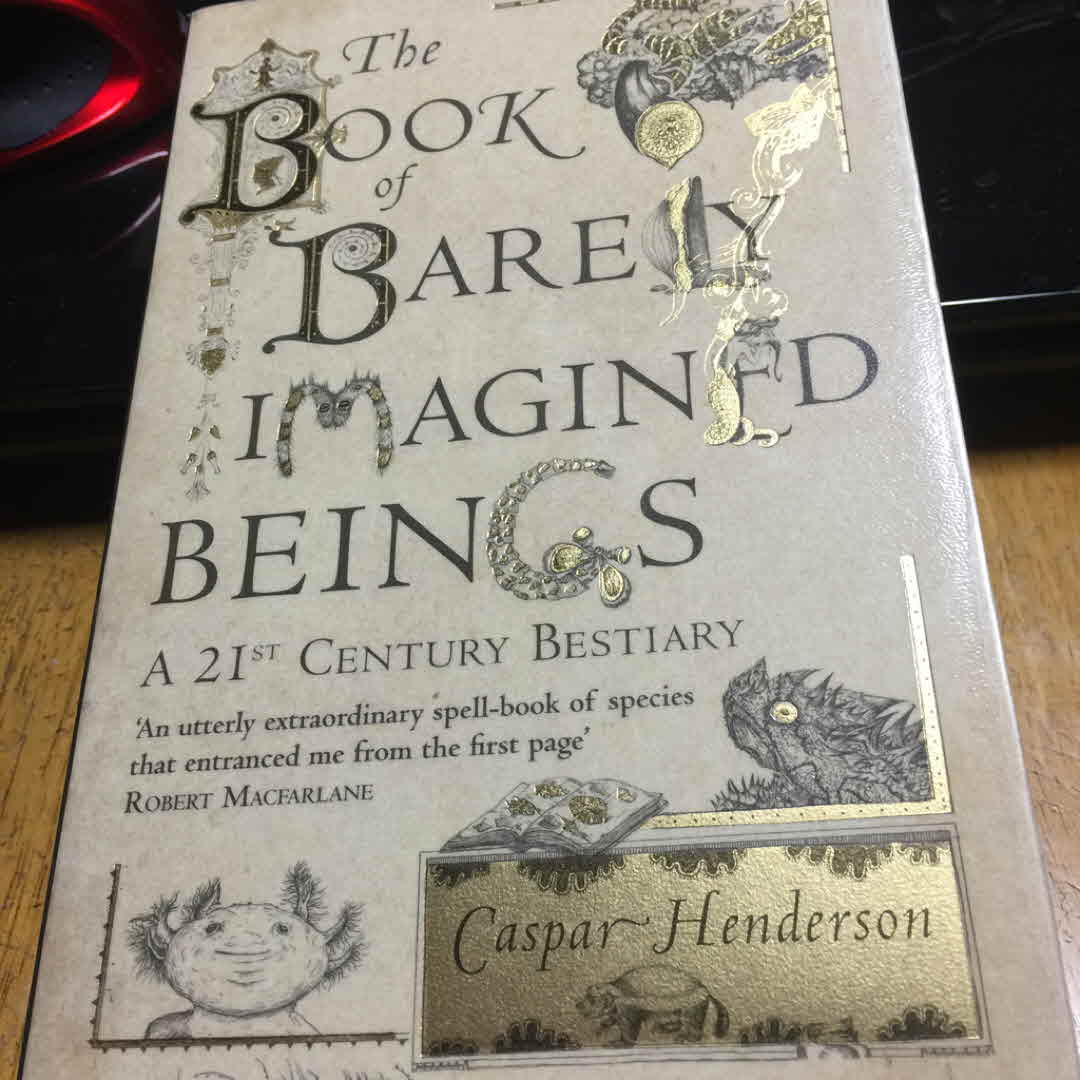 The
BOOK
of
BARELY
IMAGINED
BEINGS
A 21ST CENTURY BESTIARY
‘An utterly extraordinary spell-book of species
that entranced me from the first page’
ROBERT MACFARLANE
Caspar Henderson